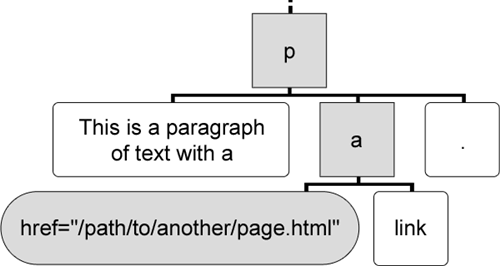 p
This is a paragraph
of text with a
a
.
href="/path/to/another/page.html"
link